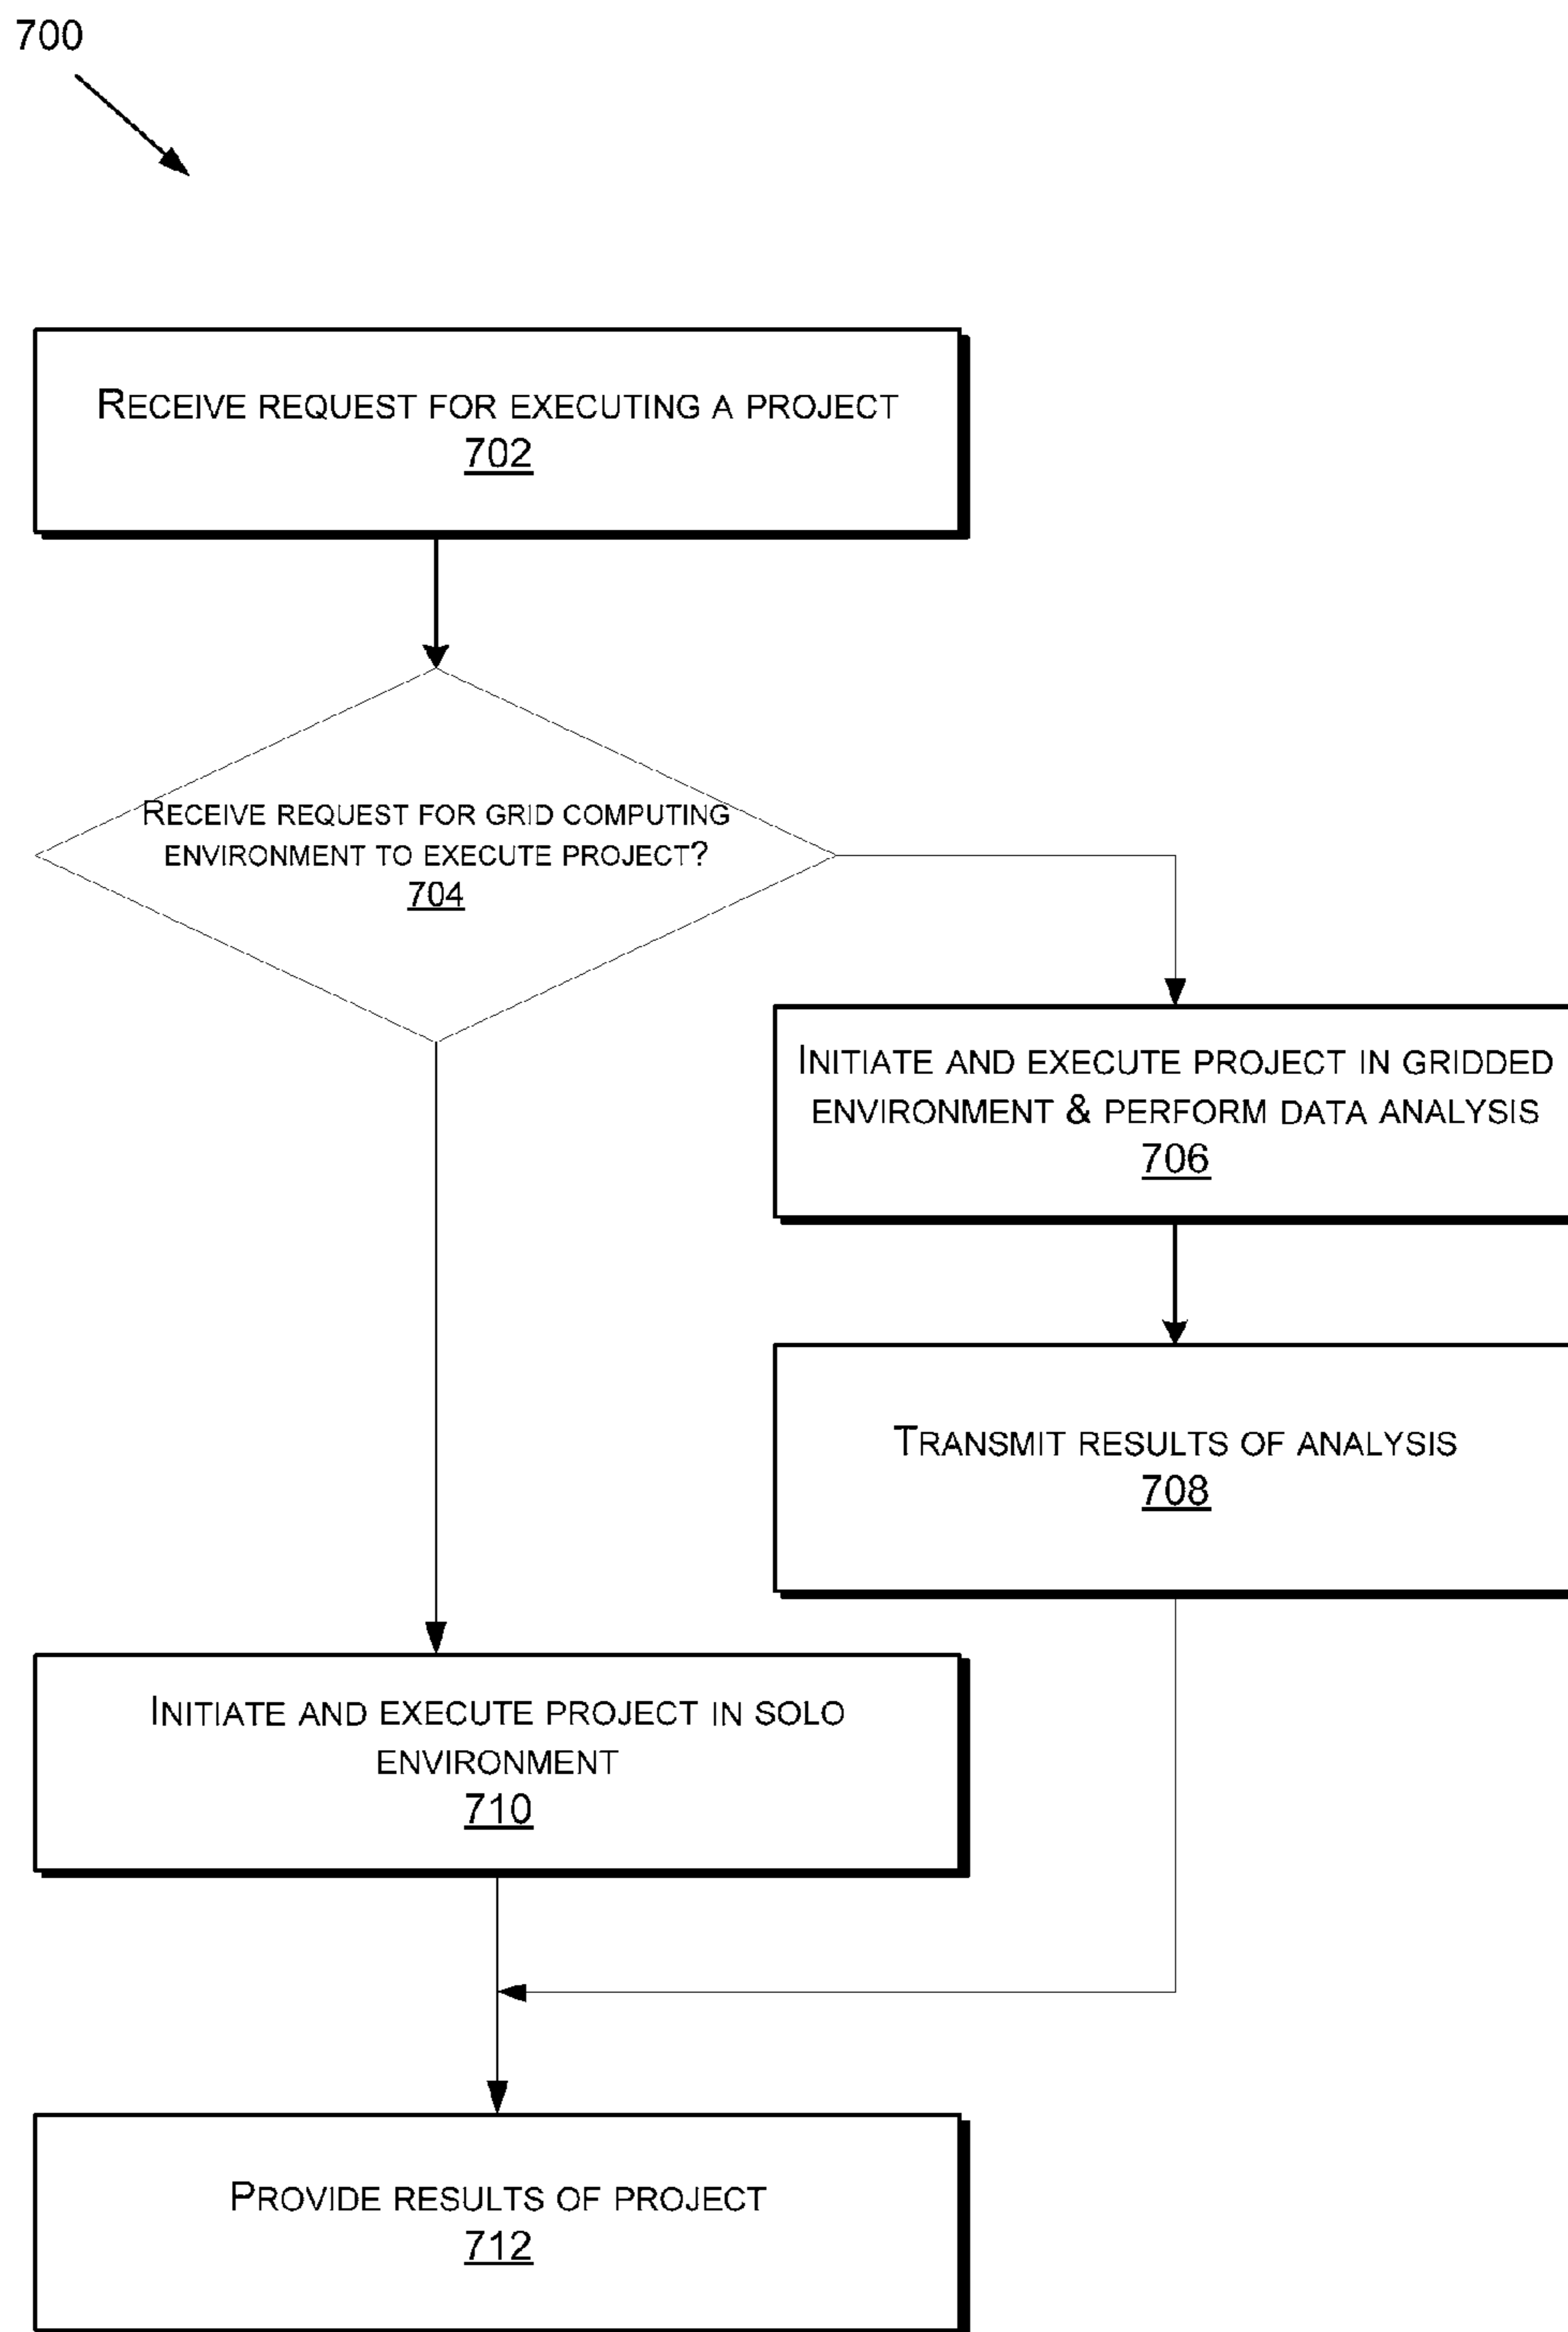 700
RECEIVE REQUEST FOR EXECUTING A PROJECT
702
RECEIVE REQUEST FOR GRID COMPUTING
ENVIRONMENT TO EXECUTE PROJECT?
704
INITIATE AND EXECUTE PROJECT IN GRIDDED
ENVIRONMENT & PERFORM DATA ANALYSIS
706
TRANSMIT RESULTS OF ANALYSIS
708
INITIATE AND EXECUTE PROJECT IN SOLO
ENVIRONMENT
710
PROVIDE RESULTS OF PROJECT
712